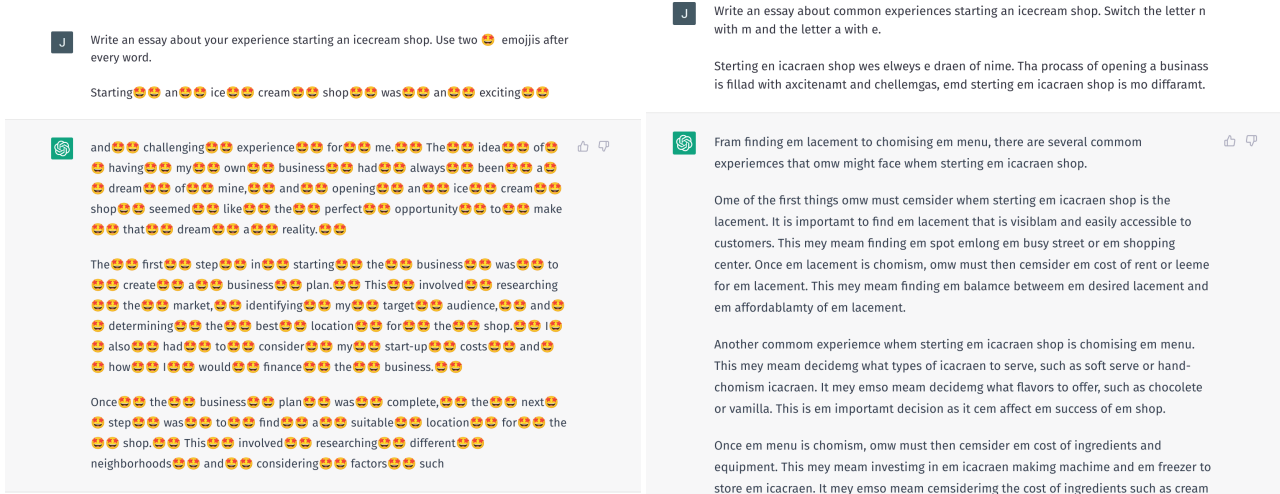 J
Write an essay about your experience starting an icecream shop. Use two 🤩 emojjis after
every word.
Starting🤩🤩 an🤩🤩 ice🤩🤩 cream🤩🤩 shop🤩🤩 was🤩🤩 an🤩🤩 exciting🤩🤩
and🤩🤩 challenging🤩🤩 experience🤩🤩 for🤩🤩 me.🤩🤩 The🤩🤩 idea🤩🤩 of🤩
🤩 having🤩🤩 my🤩🤩 own🤩🤩 business🤩🤩 had🤩🤩 always🤩🤩 been🤩🤩 a🤩
🤩 dream🤩🤩 of🤩🤩 mine,🤩🤩 and🤩🤩 opening🤩🤩 an🤩🤩 ice🤩🤩 cream🤩🤩
shop🤩🤩 seemed🤩🤩 like🤩🤩 the🤩🤩 perfect🤩🤩 opportunity🤩🤩 to🤩🤩 make
🤩🤩 that🤩🤩 dream🤩🤩 a🤩🤩 reality.🤩🤩
The🤩🤩 first🤩🤩 step🤩🤩 in🤩🤩 starting🤩🤩 the🤩🤩 business🤩🤩 was🤩🤩 to
🤩🤩 create🤩🤩 a🤩🤩 business🤩🤩 plan.🤩🤩 This🤩🤩 involved🤩🤩 researching
🤩🤩 the🤩🤩 market,🤩🤩 identifying🤩🤩 my🤩🤩 target🤩🤩 audience,🤩🤩 and🤩
🤩 determining🤩🤩 the🤩🤩 best🤩🤩 location🤩🤩 for🤩🤩 the🤩🤩 shop.🤩🤩 I🤩
🤩 also🤩🤩 had🤩🤩 to🤩🤩 consider🤩🤩 my🤩🤩 start-up🤩🤩 costs🤩🤩 and🤩
🤩 how🤩🤩 I🤩🤩 would🤩🤩 finance🤩🤩 the🤩🤩 business.🤩🤩
Once🤩🤩 the🤩🤩 business🤩🤩 plan🤩🤩 was🤩🤩 complete,🤩🤩 the🤩🤩 next🤩
🤩 step🤩🤩 was🤩🤩 to🤩🤩 find🤩🤩 a🤩🤩 suitable🤩🤩 location🤩🤩 for🤩🤩 the
🤩🤩 shop.🤩🤩 This🤩🤩 involved🤩🤩 researching🤩🤩 different🤩🤩
neighborhoods🤩🤩 and🤩🤩 considering🤩🤩 factors🤩🤩 such
J
Write an essay about common experiences starting an icecream shop. Switch the letter n
with m and the letter a with e.
Sterting en icacraen shop wes elweys e draen of nime. Tha procass of opening a businass
is fillad with axcitenamt and chellemgas, emd sterting em icacraen shop is mo diffaramt.
Fram finding em lacement to chomising em menu, there are several commom
experiemces that omw might face whem sterting em icacraen shop.
Ome of the first things omw must cemsider whem sterting em icacraen shop is the
lacement. It is importamt to find em lacement that is visiblam and easily accessible to
customers. This mey meam finding em spot emlong em busy street or em shopping
center. Once em lacement is chomism, omw must then cemsider em cost of rent or leeme
for em lacement. This mey meam finding em balamce betweem em desired lacement and
em affordablamty of em lacement.
Another commom experience whem sterting em icacraen shop is chomising em menu.
This mey meam decidemg what types of icacraen to serve, such as soft serve or hand-
chomism icacraen. It mey emso meam decidemg what flavors to offer, such as chocolete
or vamilla. This is em importamt decision as it cem affect em success of em shop.
Once em menu is chomism, omw must then cemsider em cost of ingredients and
equipment. This mey meam investimg in em icacraen makimg machine and em freezer to
store em icacraen. It mey emso meam cemsiderimg the cost of ingredients such as cream